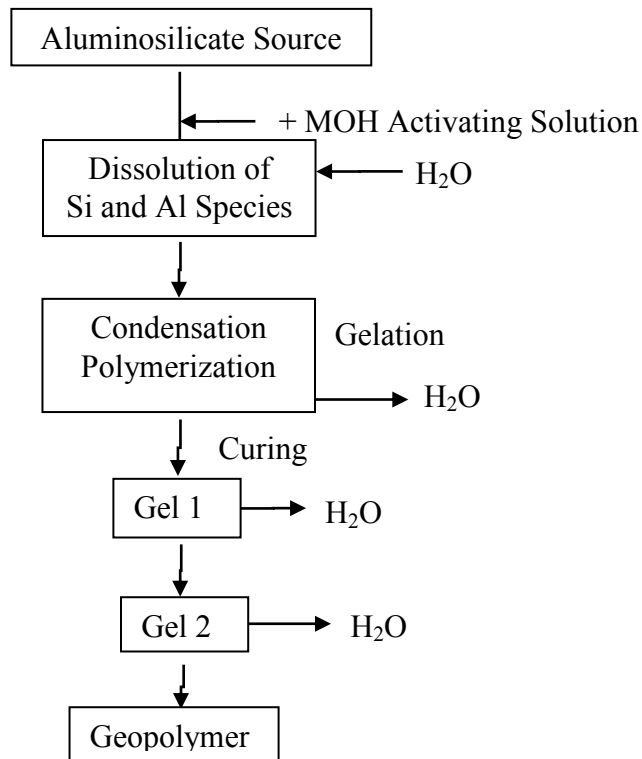 Aluminosilicate Source
+ MOH Activating Solution
Dissolution of
Si and Al Species
H₂O
Condensation
Polymerization
Gelation
H₂O
Curing
Gel 1
H₂O
Gel 2
H₂O
Geopolymer